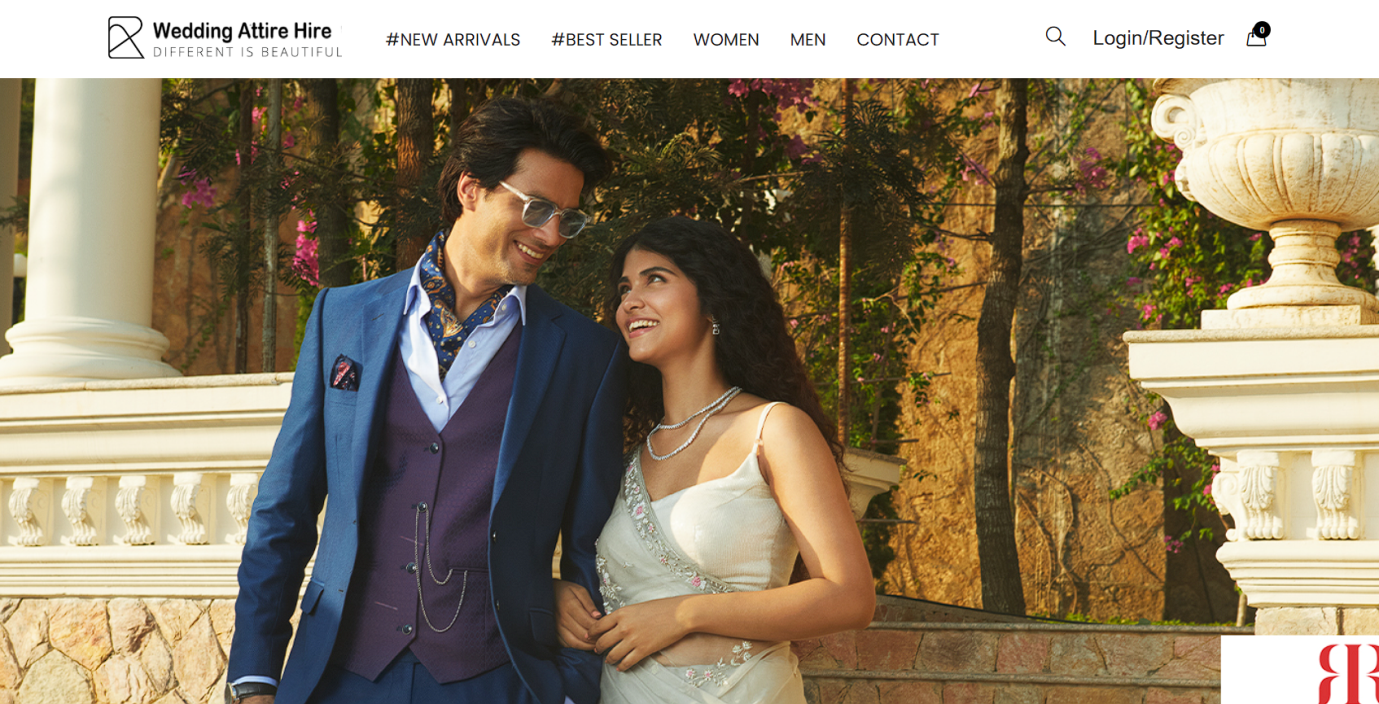 Wedding Attire Hire
DIFFERENT IS BEAUTIFUL
#NEW ARRIVALS
#BEST SELLER
WOMEN
MEN
CONTACT
Login/Register
0